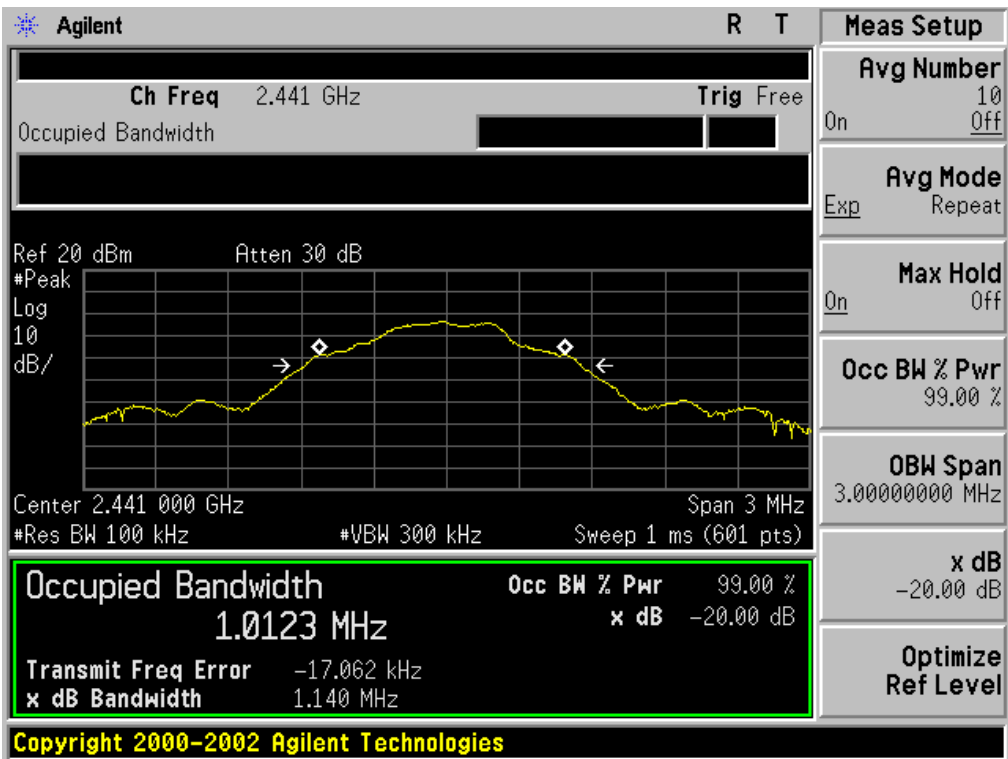 Agilent R T
Ch Freq 2.441 GHz Trig Free
Occupied Bandwidth
Ref 20 dBm Atten 30 dB
#Peak
Log
10
dB/
Center 2.441 000 GHz Span 3 MHz
#Res BW 100 kHz #VBW 300 kHz Sweep 1 ms (601 pts)
Occupied Bandwidth Occ BW % Pwr 99.00 %
1.0123 MHz x dB -20.00 dB
Transmit Freq Error -17.062 kHz
x dB Bandwidth 1.140 MHz
Copyright 2000-2002 Agilent Technologies
Meas Setup
Avg Number
10
On Off
Avg Mode
Exp Repeat
Max Hold
On Off
Occ BW % Pwr
99.00 %
OBW Span
3.00000000 MHz
x dB
-20.00 dB
Optimize
Ref Level